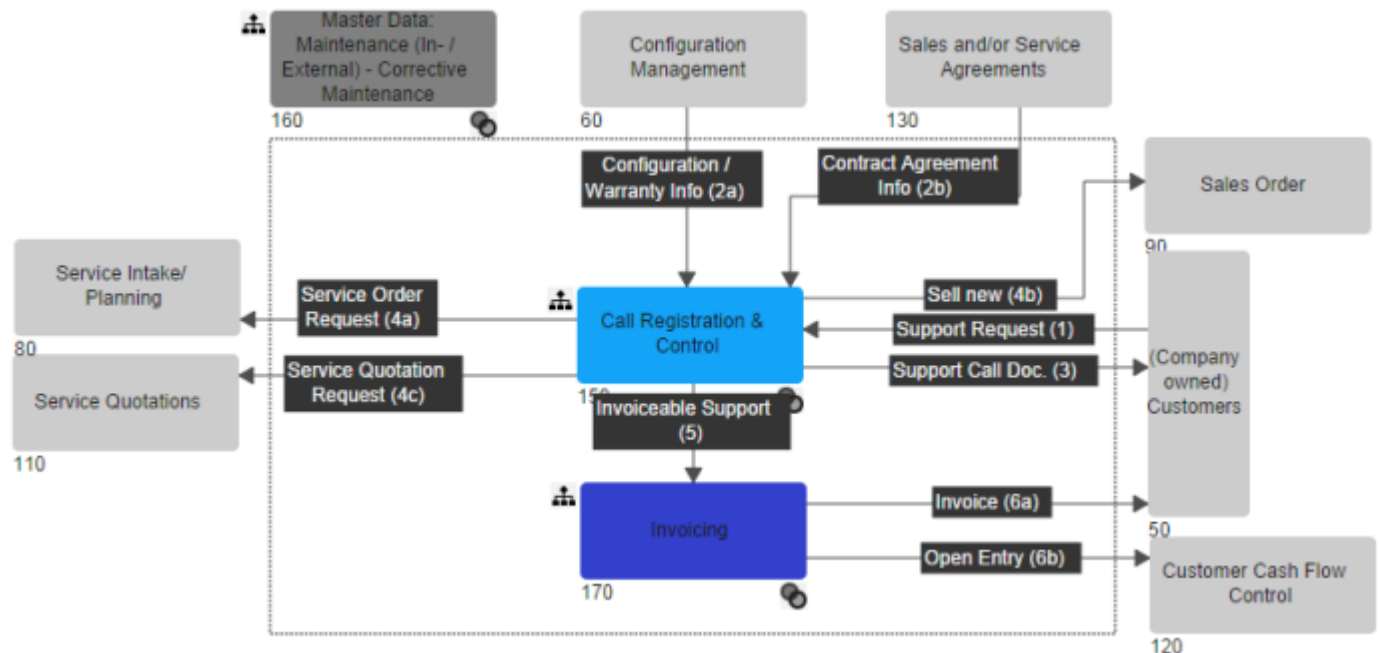 Master Data:
Maintenance (In- /
External) - Corrective
Maintenance
160
Configuration
Management
60
Sales and/or Service
Agreements
130
Configuration /
Warranty Info (2a)
Contract Agreement
Info (2b)
Sales Order
90
Service Intake/
Planning
80
Service Order
Request (4a)
Call Registration &
Control
150
Sell new (4b)
Support Request (1)
Support Call Doc. (3)
(Company
owned)
Customers
50
Service Quotations
110
Service Quotation
Request (4c)
Invoiceable Support
(5)
Invoicing
170
Invoice (6a)
Open Entry (6b)
Customer Cash Flow
Control
120